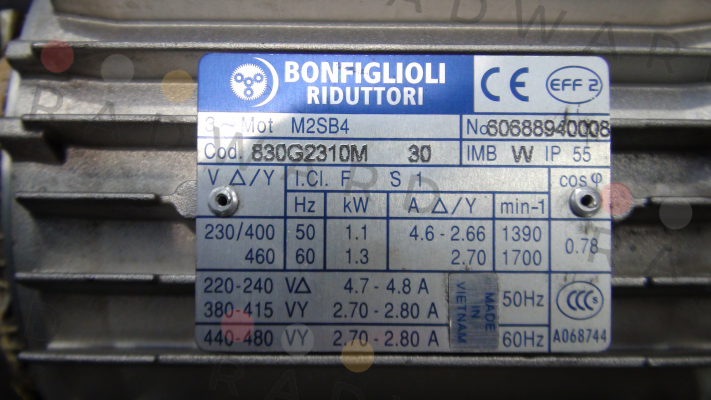 BONFIGLIOLI
RIDUTTORI
CE EFF 2
3 ~ Mot M2SB4 No 60688940008
Cod. 830G2310M 30 IMB W IP 55
V Δ/Y I.Cl. F S 1 cosφ
Hz kW A Δ/Y min-1
230/400 50 1.1 4.6 - 2.66 1390 0.78
460 60 1.3 2.70 1700
220-240 VΔ 4.7 - 4.8 A 50Hz
380-415 VY 2.70 - 2.80 A
440-480 VY 2.70 - 2.80 A 60Hz
MADE
IN
VIETNAM
CCC S
A068744